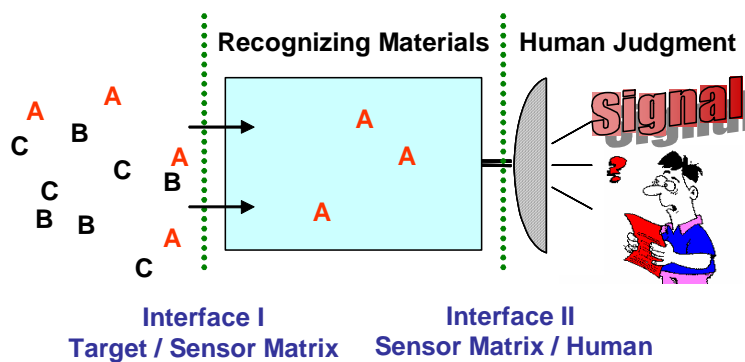 Recognizing Materials
Human Judgment
Signal
A
A
A
B
C
A
A
C
B
C
A
B
B
A
C
?
Interface I
Target / Sensor Matrix
Interface II
Sensor Matrix / Human